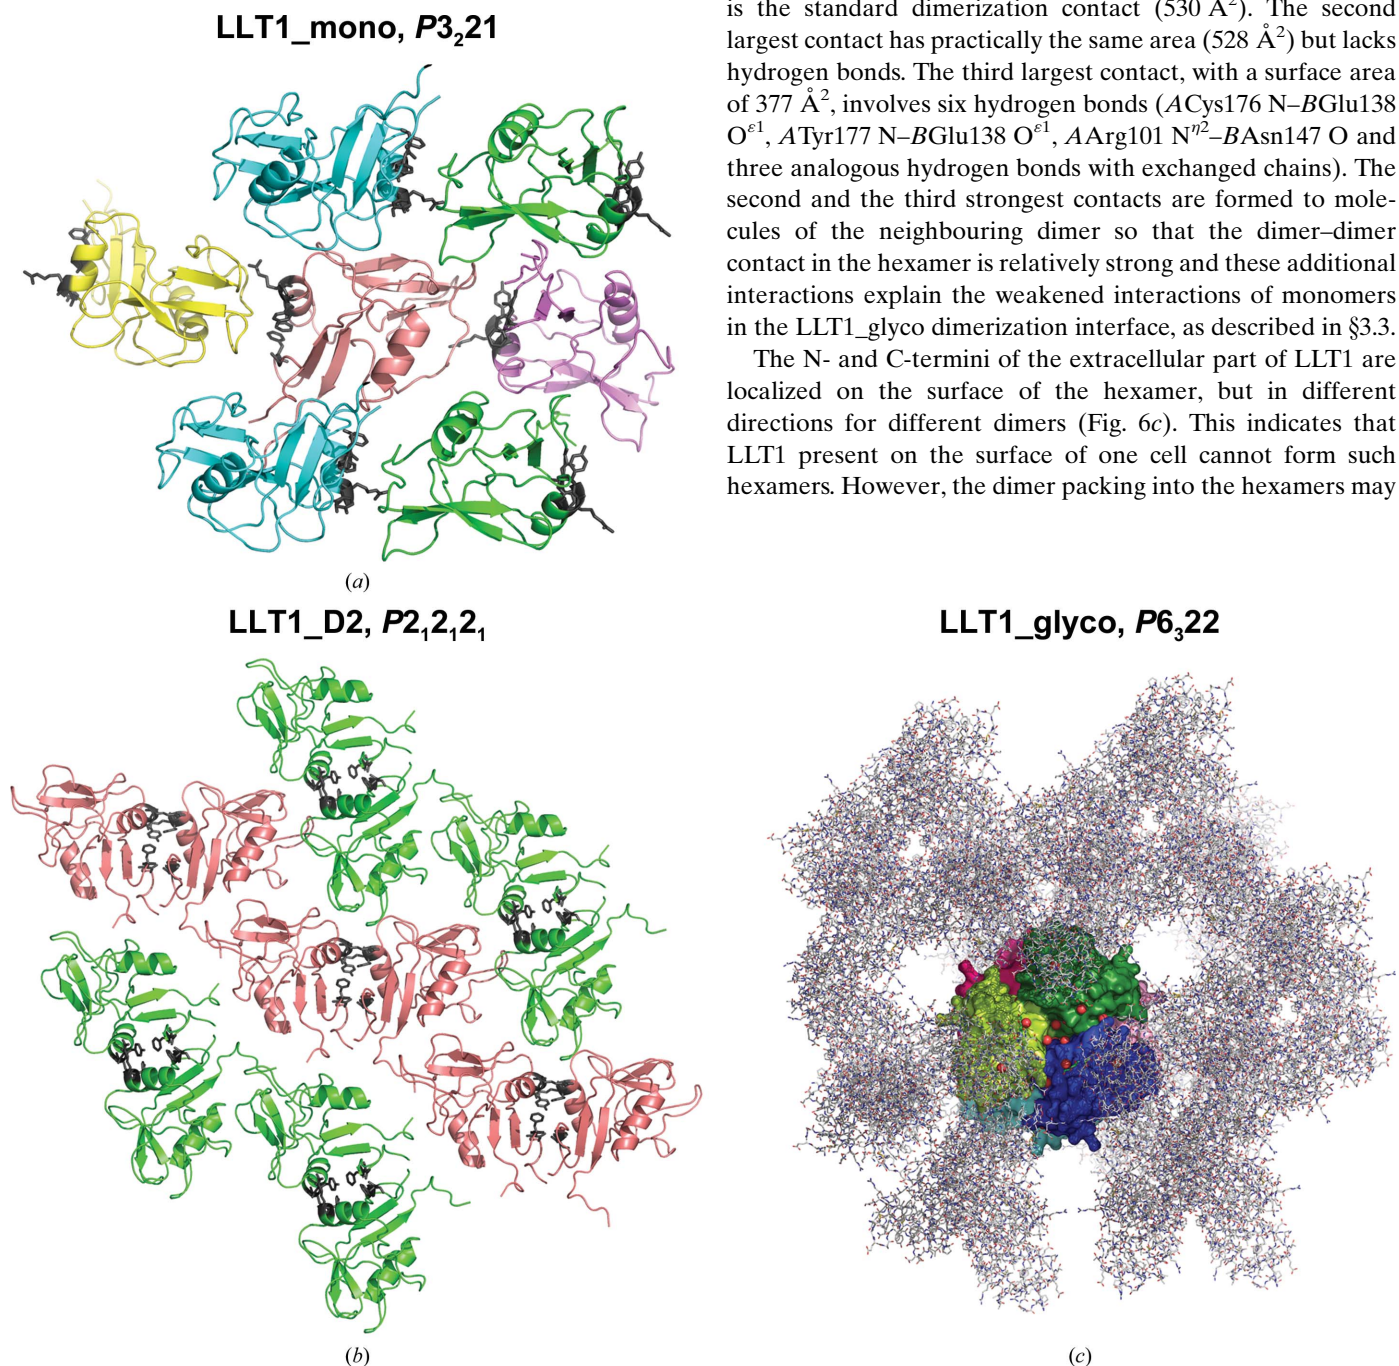 LLT1_mono, P3₂21
is the standard dimerization contact (530 Å²). The second
largest contact has practically the same area (528 Å²) but lacks
hydrogen bonds. The third largest contact, with a surface area
of 377 Å², involves six hydrogen bonds (ACys176 N–BGlu138
Oᵋ¹, ATyr177 N–BGlu138 Oᵋ¹, AArg101 Nᑊ²–BAsn147 O and
three analogous hydrogen bonds with exchanged chains). The
second and the third strongest contacts are formed to mole-
cules of the neighbouring dimer so that the dimer–dimer
contact in the hexamer is relatively strong and these additional
interactions explain the weakened interactions of monomers
in the LLT1_glyco dimerization interface, as described in §3.3.
The N- and C-termini of the extracellular part of LLT1 are
localized on the surface of the hexamer, but in different
directions for different dimers (Fig. 6c). This indicates that
LLT1 present on the surface of one cell cannot form such
hexamers. However, the dimer packing into the hexamers may
(a)
LLT1_D2, P2₁2₁2₁
(b)
LLT1_glyco, P6₃22
(c)